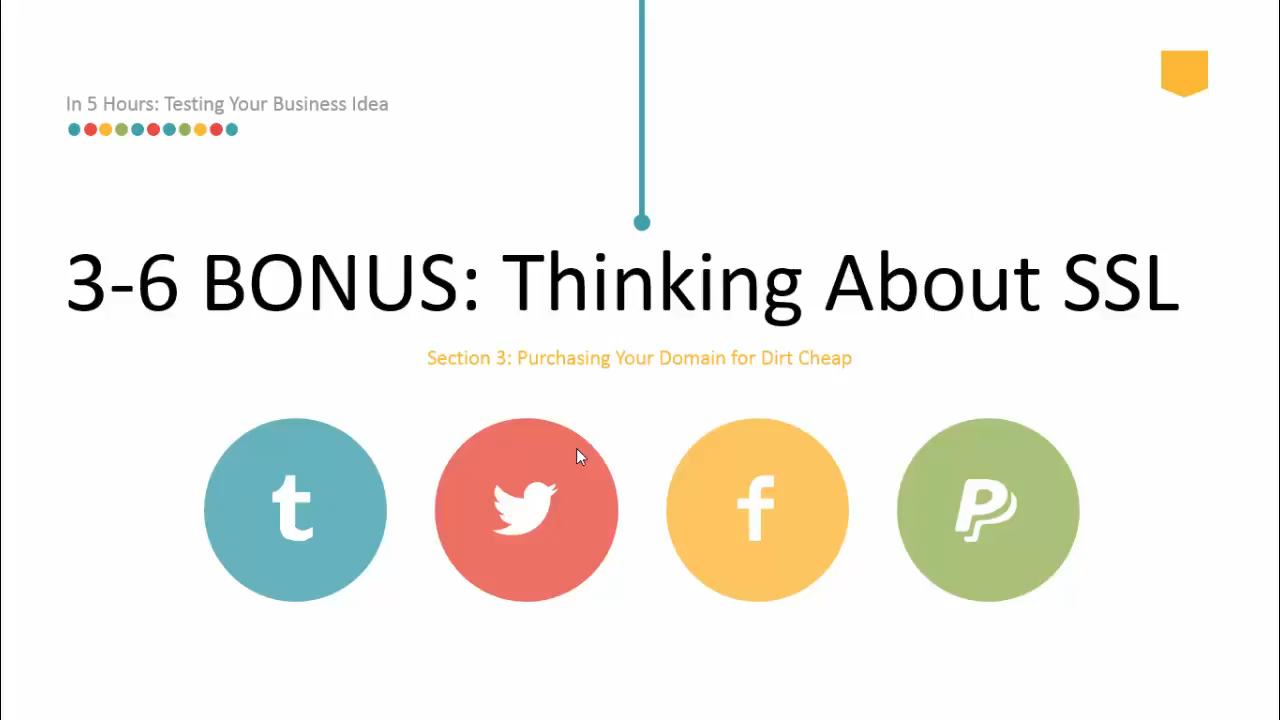 In 5 Hours: Testing Your Business Idea
3-6 BONUS: Thinking About SSL
Section 3: Purchasing Your Domain for Dirt Cheap